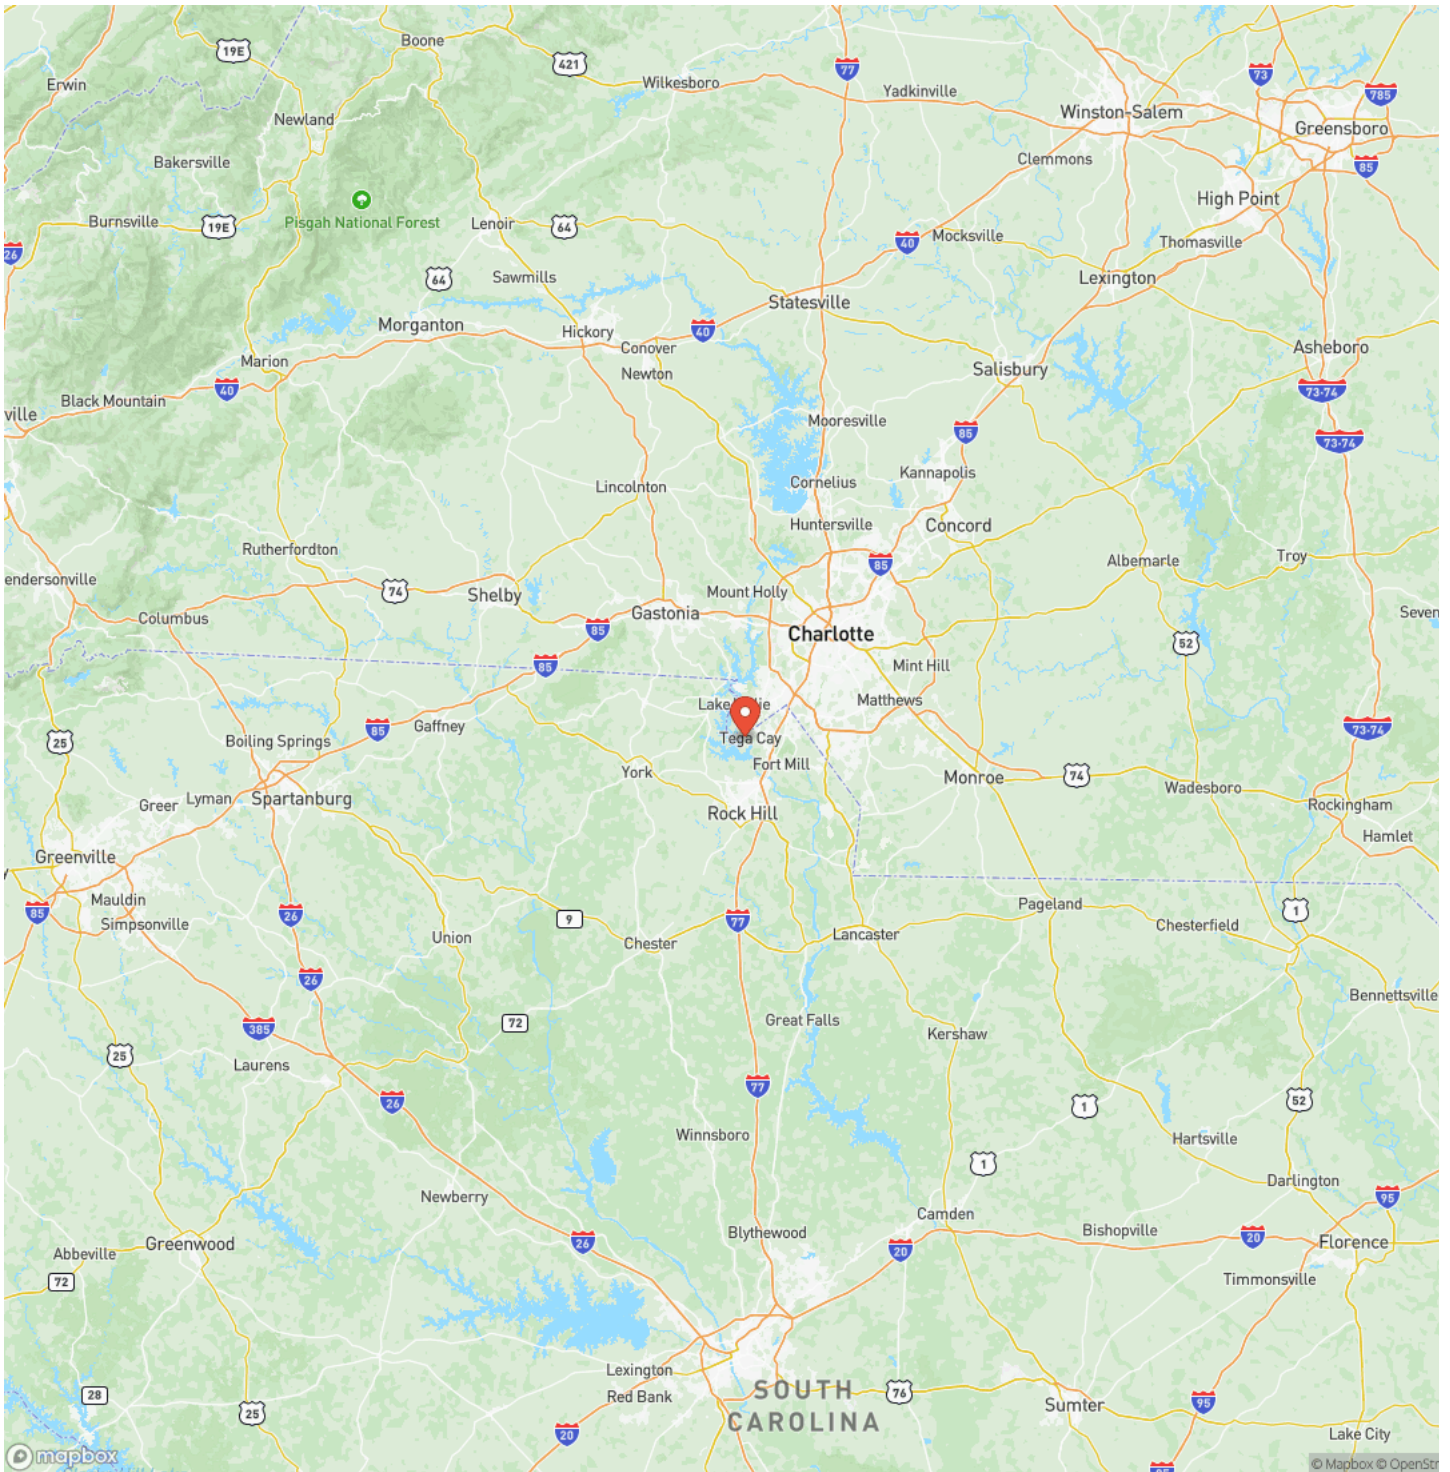 Boone
19E
421
77
Erwin
Wilkesboro
73
Yadkinville
785
Winston-Salem
Newland
Greensboro
Bakersville
Clemmons
85
High Point
Pisgah National Forest
Burnsville
19E
Lenoir
64
Mocksville
40
Thomasville
26
64
Sawmills
Lexington
Statesville
Morganton
Hickory
40
Conover
Asheboro
Marion
Newton
Salisbury
40
73-74
Black Mountain
ville
Mooresville
85
73-74
Kannapolis
Cornelius
Lincolnton
Huntersville
Concord
Rutherfordton
85
Albemarle
Troy
endersonville
74
Shelby
Mount Holly
Gastonia
Columbus
Seven
85
Charlotte
52
85
Mint Hill
Lake
ie
Matthews
Gaffney
85
73-74
25
Boiling Springs
Tega Cay
Fort Mill
York
Monroe
74
Wadesboro
Greer
Lyman
Spartanburg
Rockingham
Rock Hill
Hamlet
Greenville
y
Mauldin
Pageland
85
26
9
77
1
Simpsonville
Chesterfield
Union
Chester
Lancaster
26
Bennettsville
72
Great Falls
385
Kershaw
25
Laurens
77
26
52
1
Winnsboro
Hartsville
1
Darlington
Newberry
95
Camden
Blythewood
Bishopville
Greenwood
26
20
20
Florence
Abbeville
72
Timmonsville
Lexington
28
Red Bank
SOUTH
CAROLINA
76
95
Sumter
25
20
Lake City
mapbox
© Mapbox © OpenStr